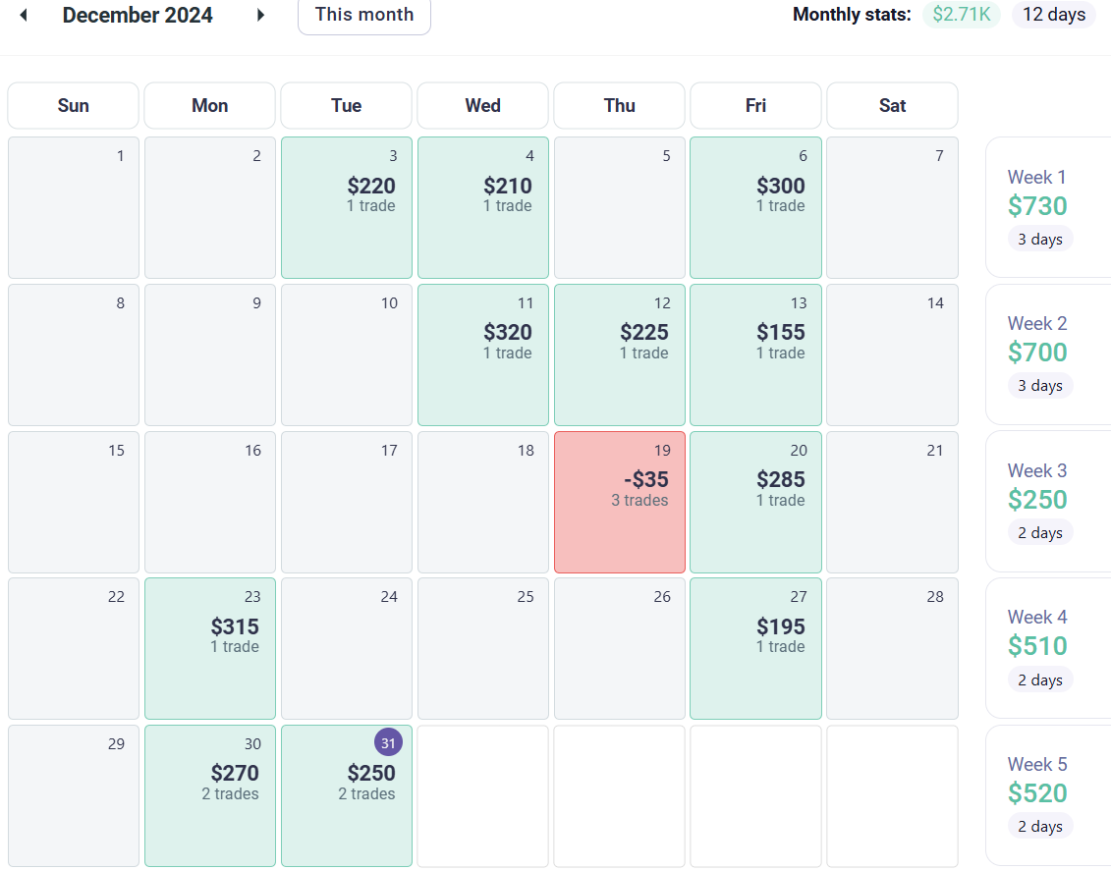 December 2024 This month Monthly stats: $2.71K 12 days
Sun Mon Tue Wed Thu Fri Sat
1 2 3 4 5 6 7
$220 $210 $300
1 trade 1 trade 1 trade
Week 1
$730
3 days
8 9 10 11 12 13 14
$320 $225 $155
1 trade 1 trade 1 trade
Week 2
$700
3 days
15 16 17 18 19 20 21
-$35 $285
3 trades 1 trade
Week 3
$250
2 days
22 23 24 25 26 27 28
$315 $195
1 trade 1 trade
Week 4
$510
2 days
29 30 31
$270 $250
2 trades 2 trades
Week 5
$520
2 days